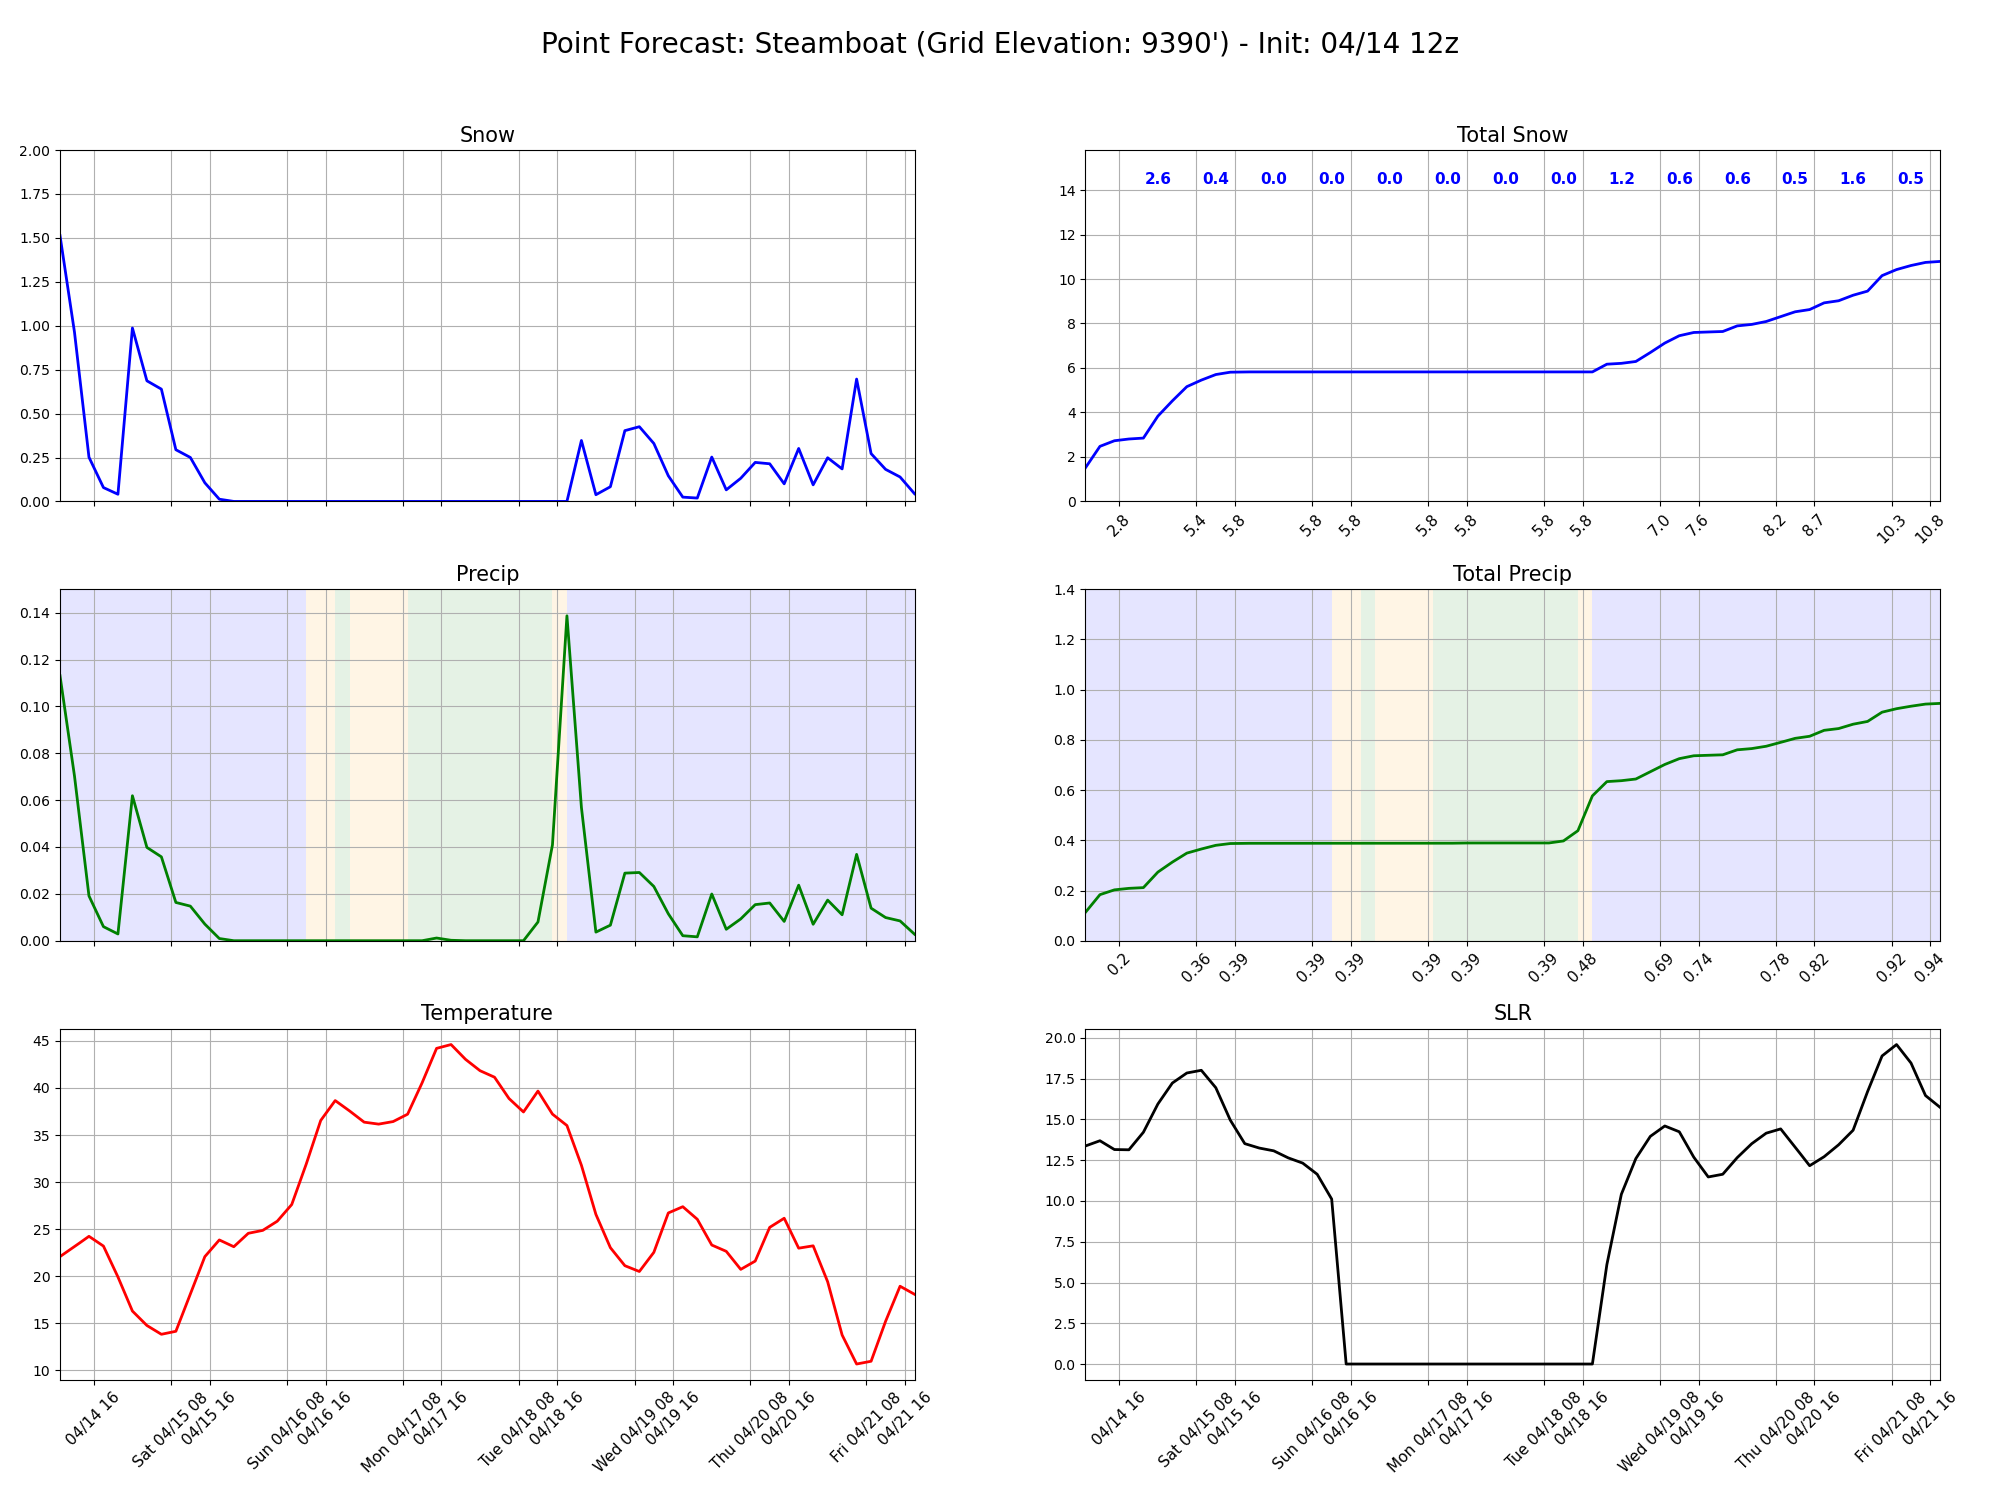 Point Forecast: Steamboat (Grid Elevation: 9390') - Init: 04/14 12z
Snow
2.00
1.75
1.50
1.25
1.00
0.75
0.50
0.25
0.00
Total Snow
2.6 0.4 0.0 0.0 0.0 0.0 0.0 0.0 1.2 0.6 0.6 0.5 1.6 0.5
14
12
10
8
6
4
2
0
2.8 5.4 5.8 5.8 5.8 5.8 5.8 5.8 5.8 7.0 7.6 8.2 8.7 10.3 10.8
Precip
0.14
0.12
0.10
0.08
0.06
0.04
0.02
0.00
Total Precip
1.4
1.2
1.0
0.8
0.6
0.4
0.2
0.0
0.2 0.36 0.39 0.39 0.39 0.39 0.39 0.39 0.48 0.69 0.74 0.78 0.82 0.92 0.94
Temperature
45
40
35
30
25
20
15
10
04/14 16
Sat 04/15 08
04/15 16
Sun 04/16 08
04/16 16
Mon 04/17 08
04/17 16
Tue 04/18 08
04/18 16
Wed 04/19 08
04/19 16
Thu 04/20 08
04/20 16
Fri 04/21 08
04/21 16
SLR
20.0
17.5
15.0
12.5
10.0
7.5
5.0
2.5
0.0
04/14 16
Sat 04/15 08
04/15 16
Sun 04/16 08
04/16 16
Mon 04/17 08
04/17 16
Tue 04/18 08
04/18 16
Wed 04/19 08
04/19 16
Thu 04/20 08
04/20 16
Fri 04/21 08
04/21 16